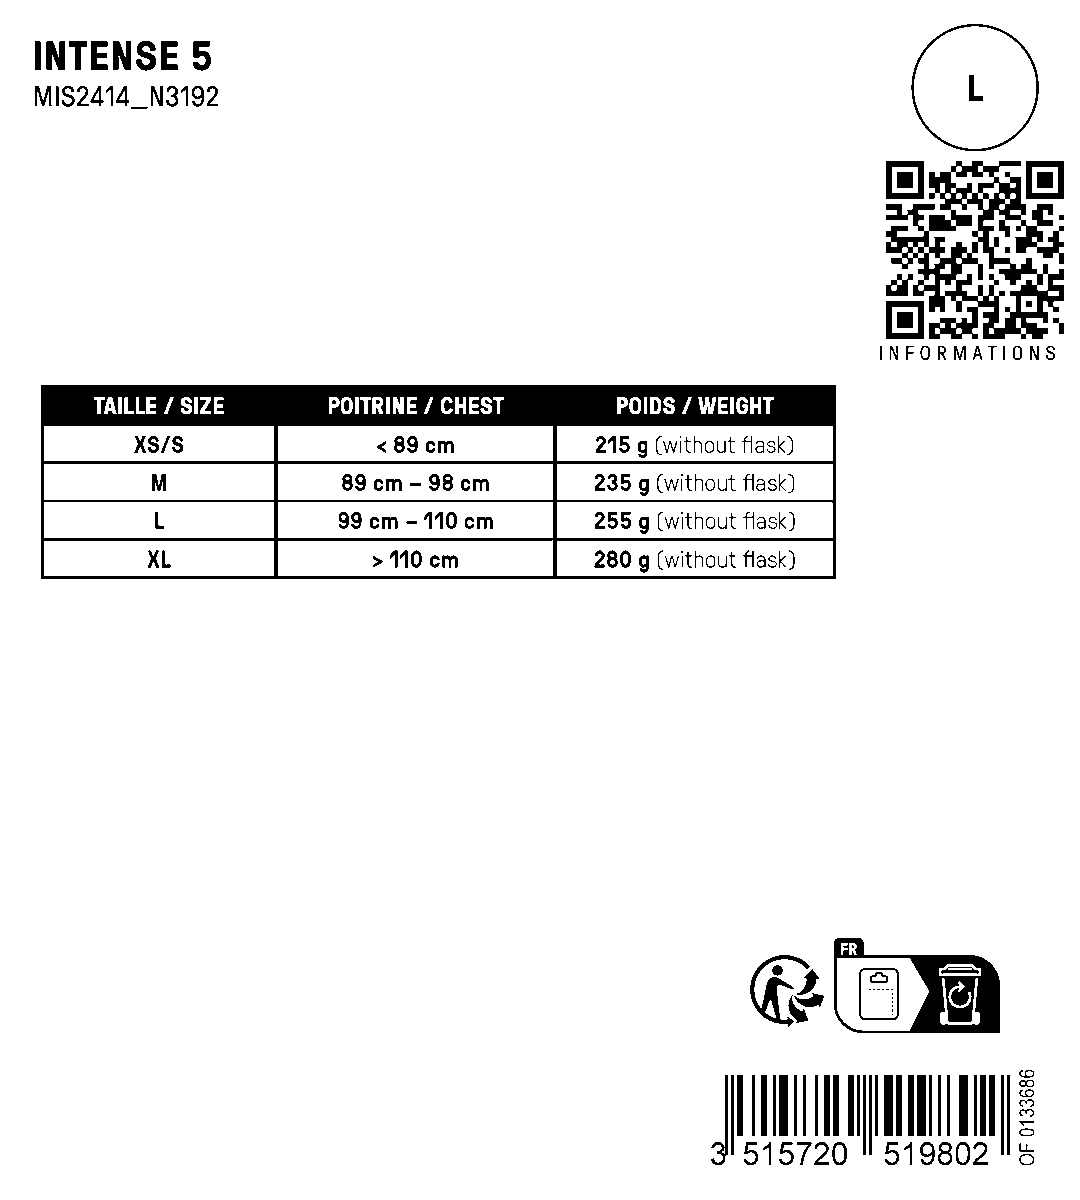 INTENSE 5
MIS2414_N3192
L
INFORMATIONS
TAILLE / SIZE POITRINE / CHEST POIDS / WEIGHT
XS/S < 89 cm 215 g (without flask)
M 89 cm – 98 cm 235 g (without flask)
L 99 cm – 110 cm 255 g (without flask)
XL > 110 cm 280 g (without flask)
FR
3 515720 519802
OF 0133686